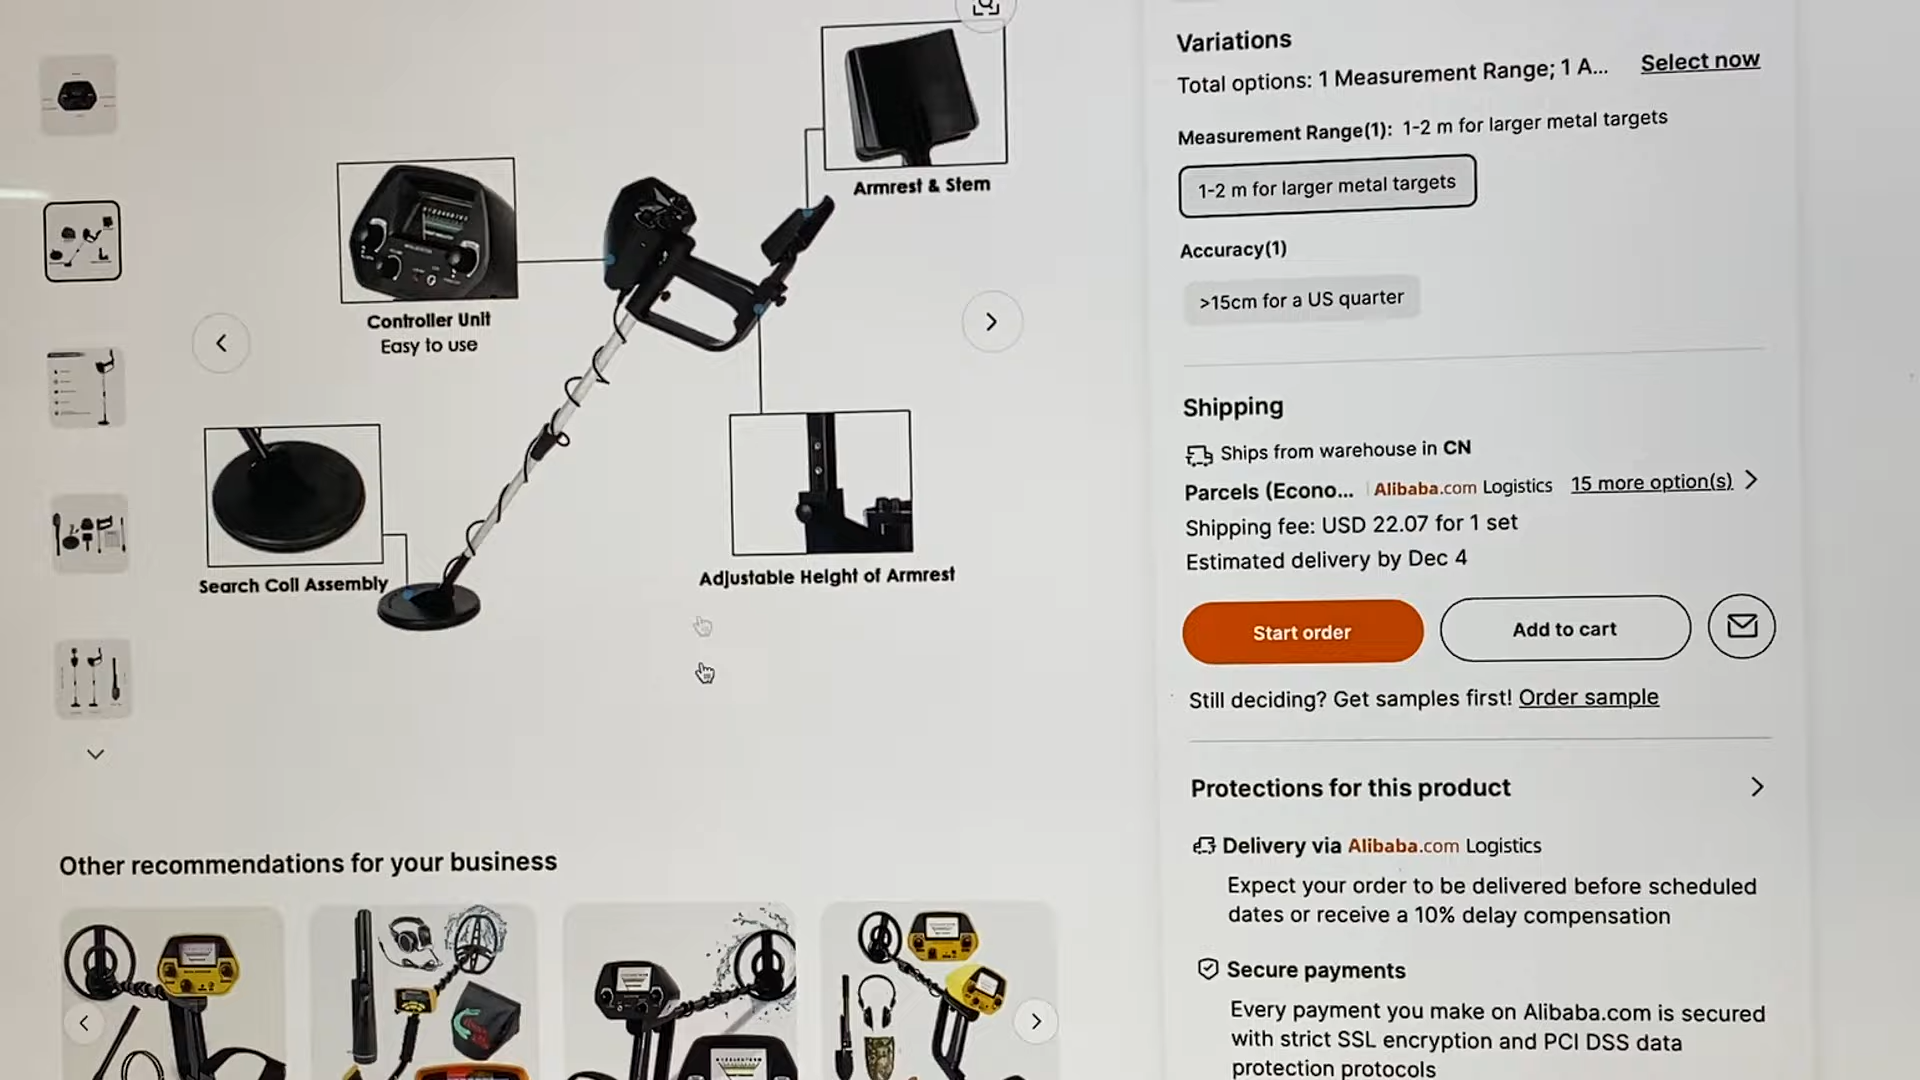 Armrest & Stem
Controller Unit
Easy to use
Search Coil Assembly
Adjustable Height of Armrest
Other recommendations for your business
Variations
Total options: 1 Measurement Range; 1 A...
Select now
Measurement Range(1): 1-2 m for larger metal targets
1-2 m for larger metal targets
Accuracy(1)
>15cm for a US quarter
Shipping
Ships from warehouse in CN
Parcels (Econo... Alibaba.com Logistics 15 more option(s)
Shipping fee: USD 22.07 for 1 set
Estimated delivery by Dec 4
Start order
Add to cart
Still deciding? Get samples first! Order sample
Protections for this product
Delivery via Alibaba.com Logistics
Expect your order to be delivered before scheduled
dates or receive a 10% delay compensation
Secure payments
Every payment you make on Alibaba.com is secured
with strict SSL encryption and PCI DSS data
protection protocols